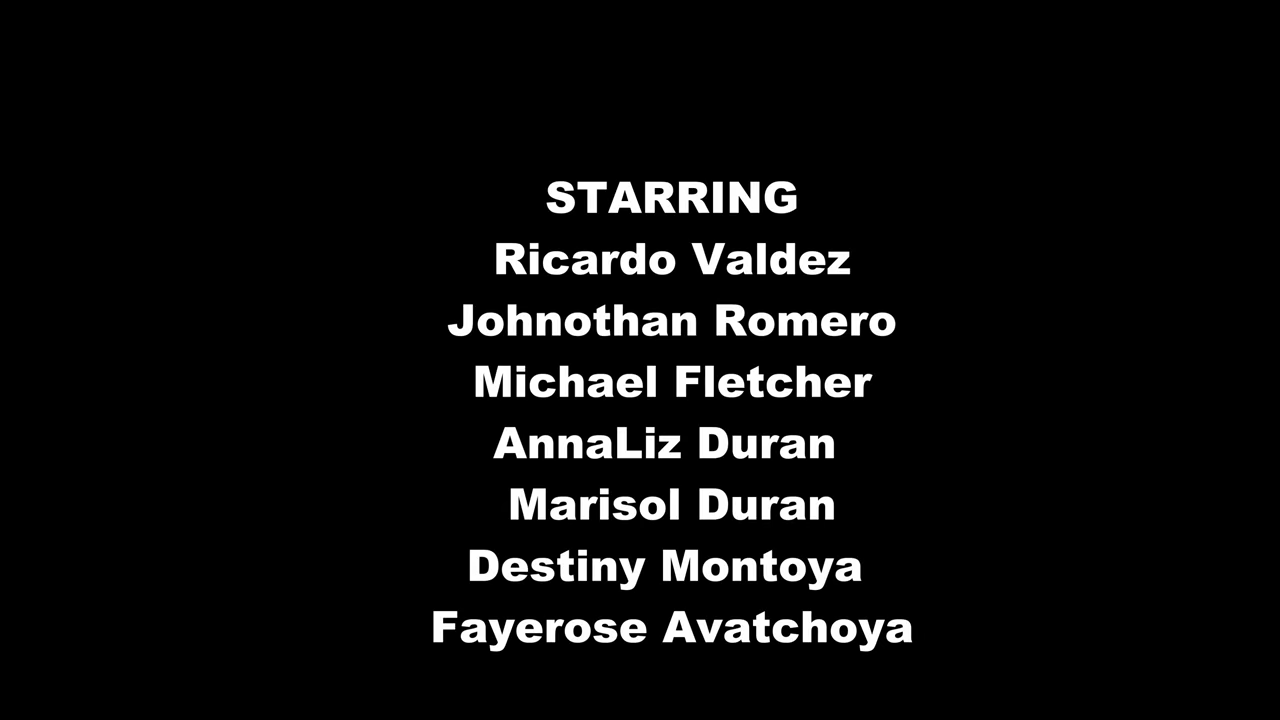 STARRING
Ricardo Valdez
Johnothan Romero
Michael Fletcher
AnnaLiz Duran
Marisol Duran
Destiny Montoya
Fayerose Avatchoya